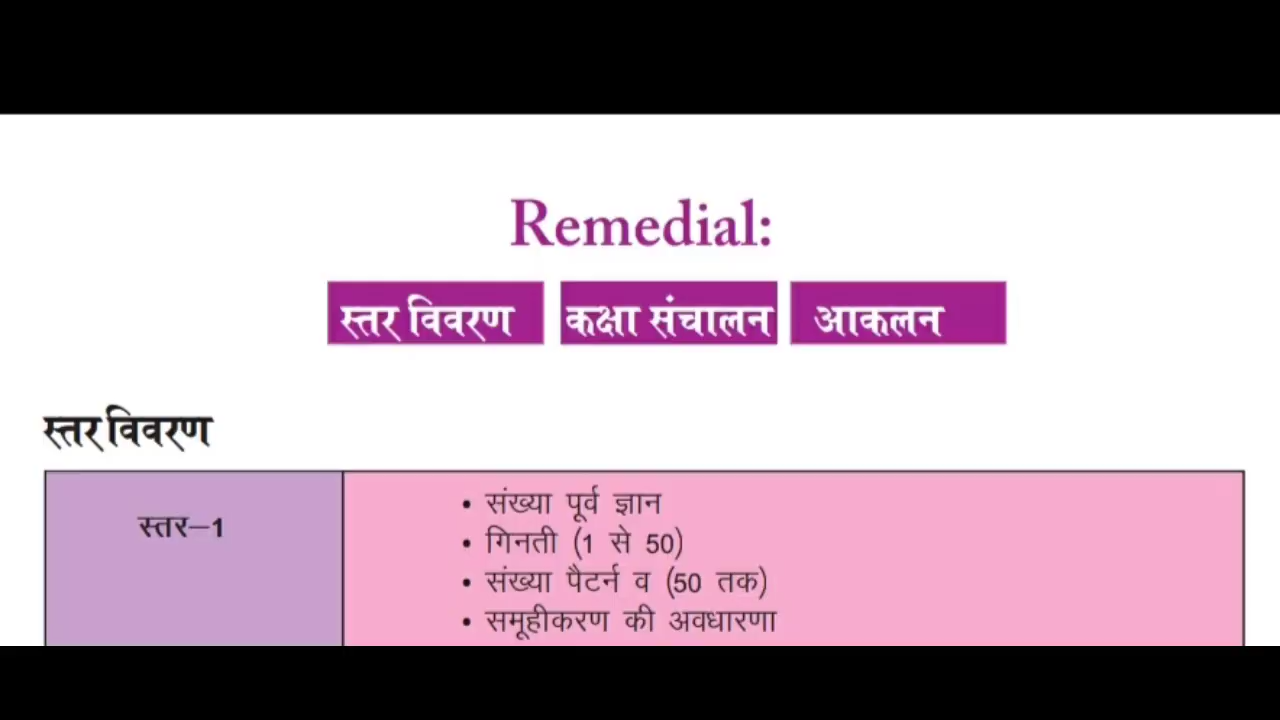 Remedial:
स्तर विवरण कक्षा संचालन आकलन
स्तर विवरण
स्तर–1
• संख्या पूर्व ज्ञान
• गिनती (1 से 50)
• संख्या पैटर्न व (50 तक)
• समूहीकरण की अवधारणा